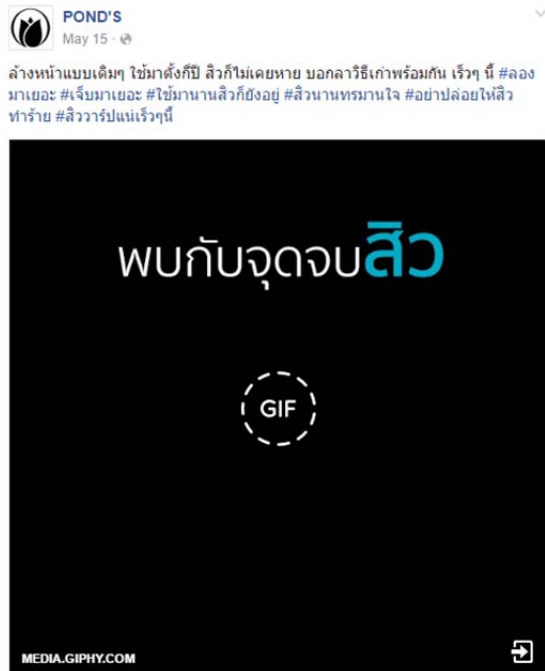 POND'S
May 15 ·
ล้างหน้าแบบเดิมๆ ใช้มาตั้งกี่ปี สิวก็ไม่เคยหาย บอกลาวิธีเก่าพร้อมกัน เร็วๆ นี้ #ลอง
มาเยอะ #เจ็บมาเยอะ #ใช้มานานสิวก็ยังอยู่ #สิวนานทรมานใจ #อย่าปล่อยให้สิว
ทำร้าย #สิววาร์ปแน่เร็วๆนี้
พบกับจุดจบสิว
GIF
MEDIA.GIPHY.COM